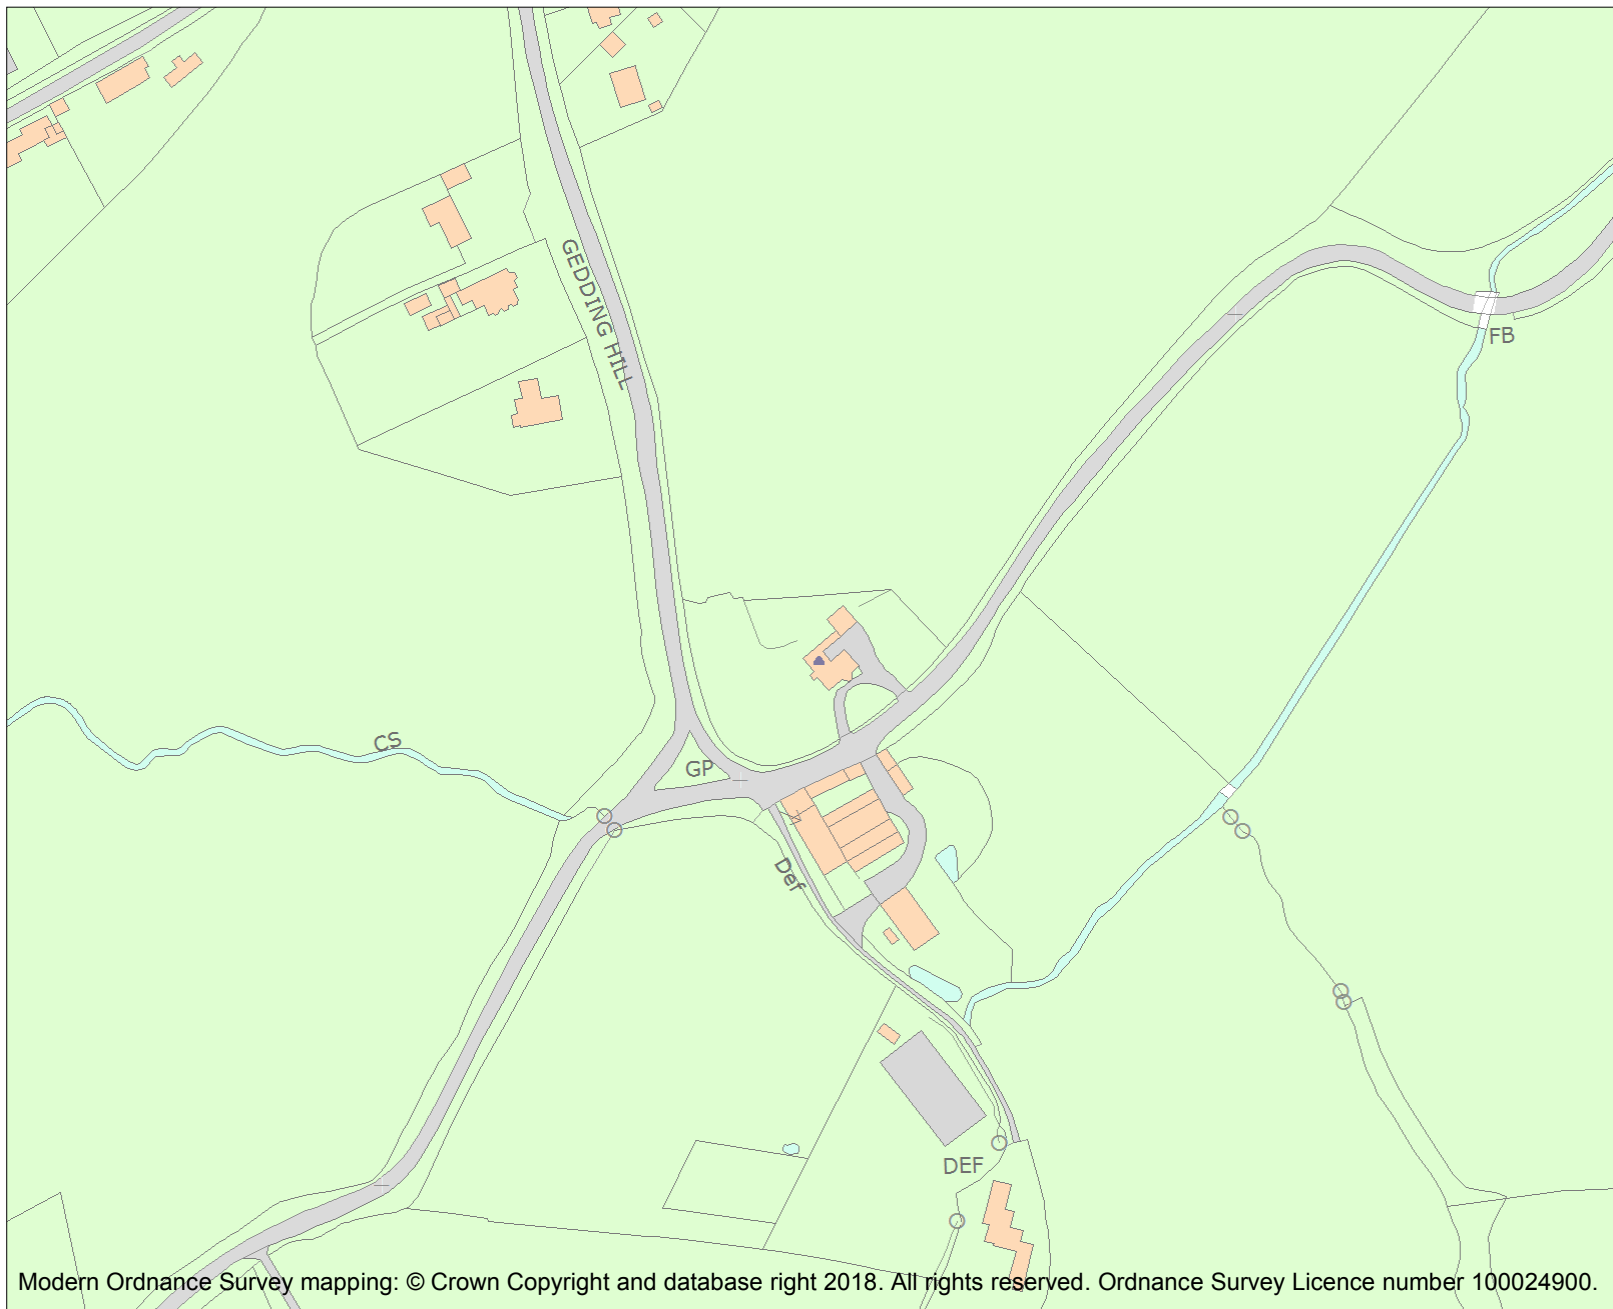 GEDDING HILL
FB
CS
GP
Def
DEF
Modern Ordnance Survey mapping: © Crown Copyright and database right 2018. All rights reserved. Ordnance Survey Licence number 100024900.